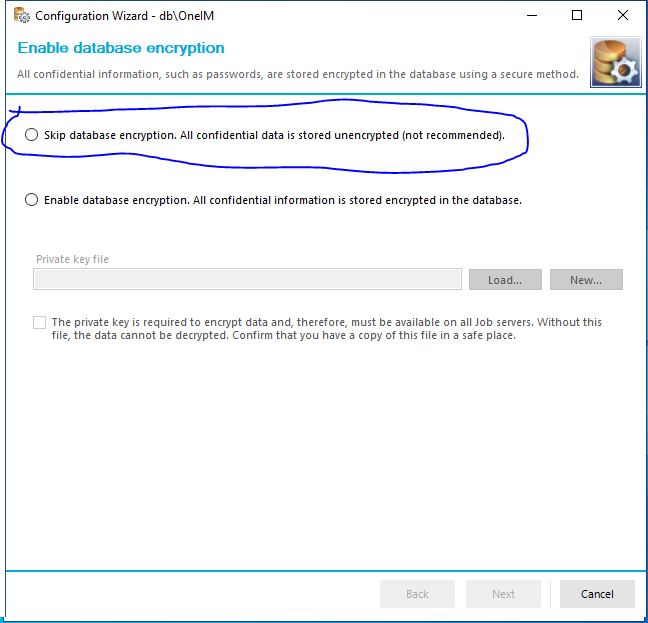 Configuration Wizard - db\OneIM
Enable database encryption
All confidential information, such as passwords, are stored encrypted in the database using a secure method.
Skip database encryption. All confidential data is stored unencrypted (not recommended).
Enable database encryption. All confidential information is stored encrypted in the database.
Private key file
Load...
New...
The private key is required to encrypt data and, therefore, must be available on all Job servers. Without this
file, the data cannot be decrypted. Confirm that you have a copy of this file in a safe place.
Back
Next
Cancel